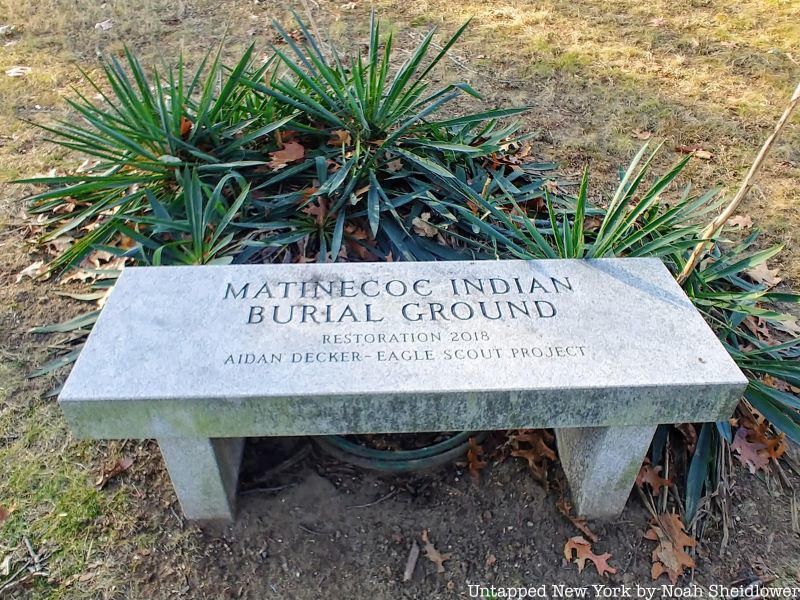 MATINECOC INDIAN
BURIAL GROUND
RESTORATION 2018
AIDAN DECKER-EAGLE SCOUT PROJECT
Untapped New York by Noah Sheidlower